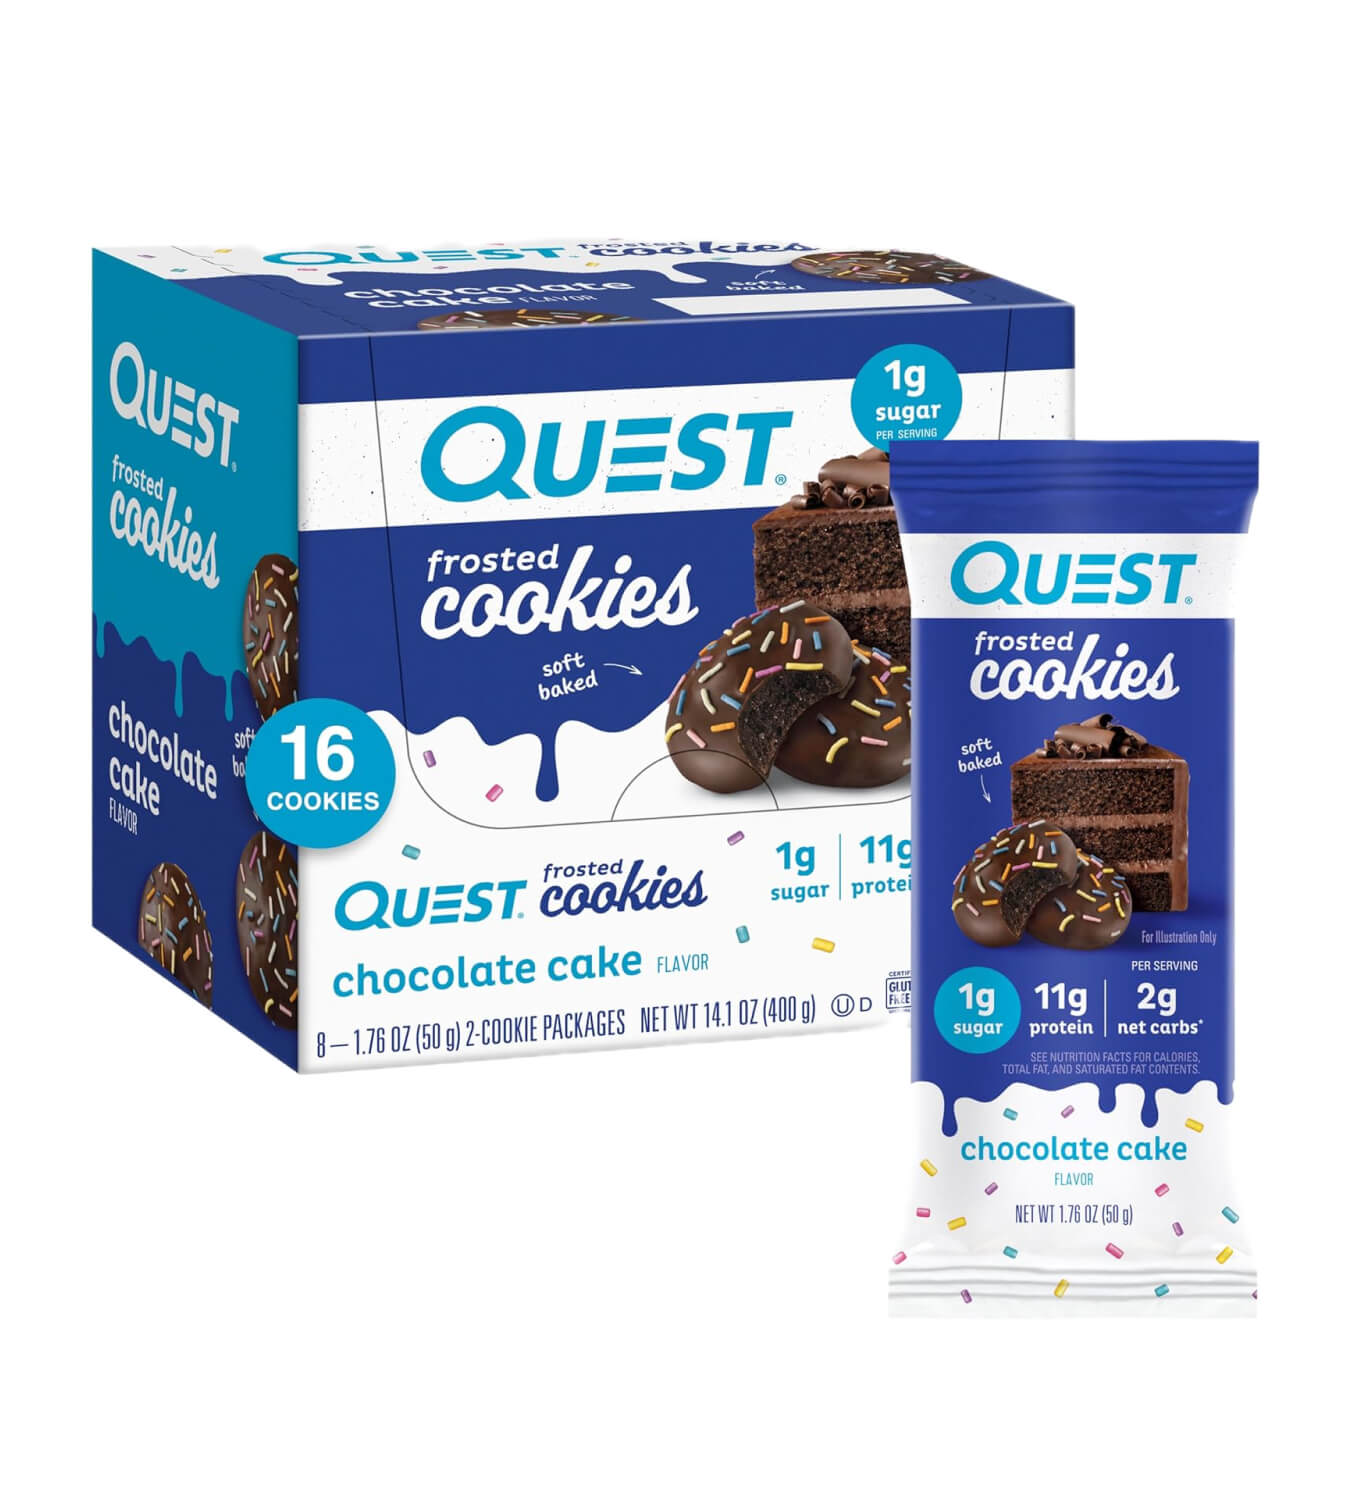 QUEST® frosted cookies
chocolate cake FLAVOR
soft baked
QUEST®
frosted
cookies
chocolate
cake
FLAVOR
16
COOKIES
1g
sugar
PER SERVING
QUEST®
frosted
cookies
soft
baked
QUEST® frosted cookies
chocolate cake FLAVOR
1g
sugar
11g
8—1.76 OZ (50 g) 2-COOKIE PACKAGES NET WT 14.1 OZ (400 g) U D
QUEST®
frosted
cookies
soft
baked
For Illustration Only
PER SERVING
1g
sugar
11g
protein
2g
net carbs*
SEE NUTRITION FACTS FOR CALORIES,
TOTAL FAT, AND SATURATED FAT CONTENTS.
chocolate cake
FLAVOR
NET WT 1.76 OZ (50 g)